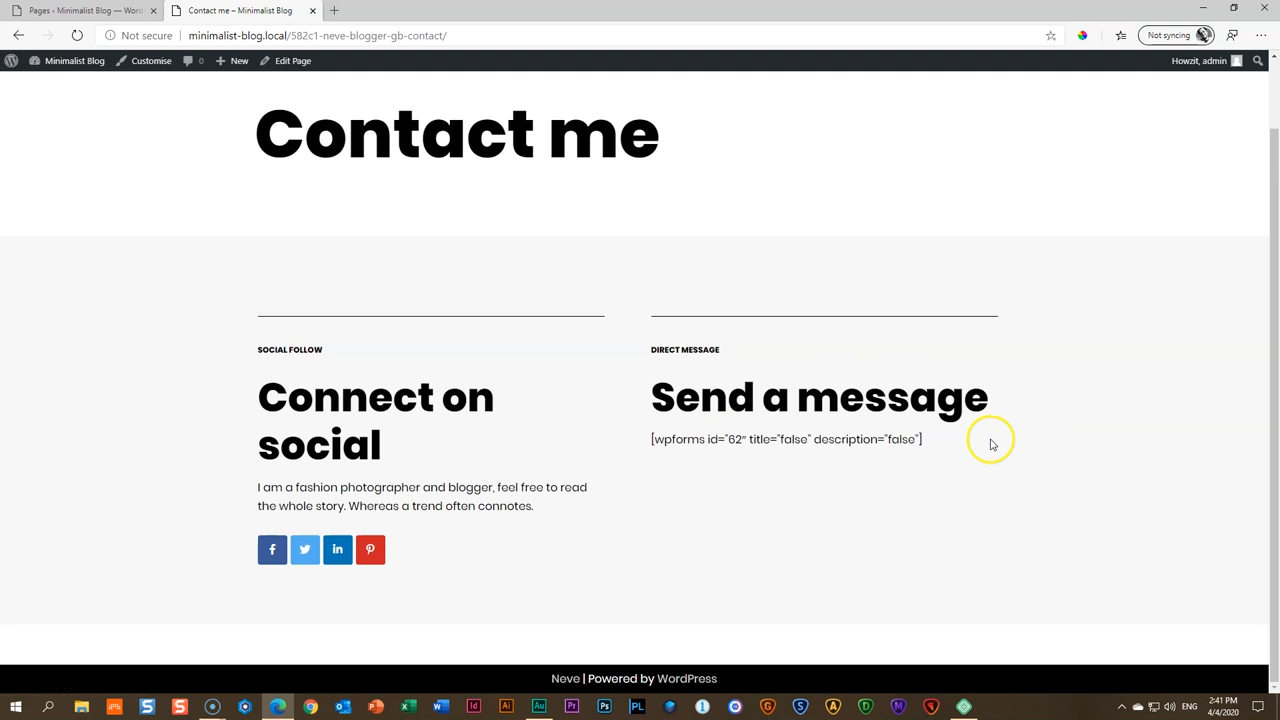 Pages ‹ Minimalist Blog — Word
Contact me – Minimalist Blog
Not secure
minimalist-blog.local/582c1-neve-blogger-gb-contact/
Not syncing
Minimalist Blog
Customise
0
New
Edit Page
Howzit, admin
Contact me
SOCIAL FOLLOW
Connect on
social
I am a fashion photographer and blogger, feel free to read
the whole story. Whereas a trend often connotes.
DIRECT MESSAGE
Send a message
[wpforms id="62″ title="false" description="false"]
Neve | Powered by WordPress
2:41 PM
4/4/2020